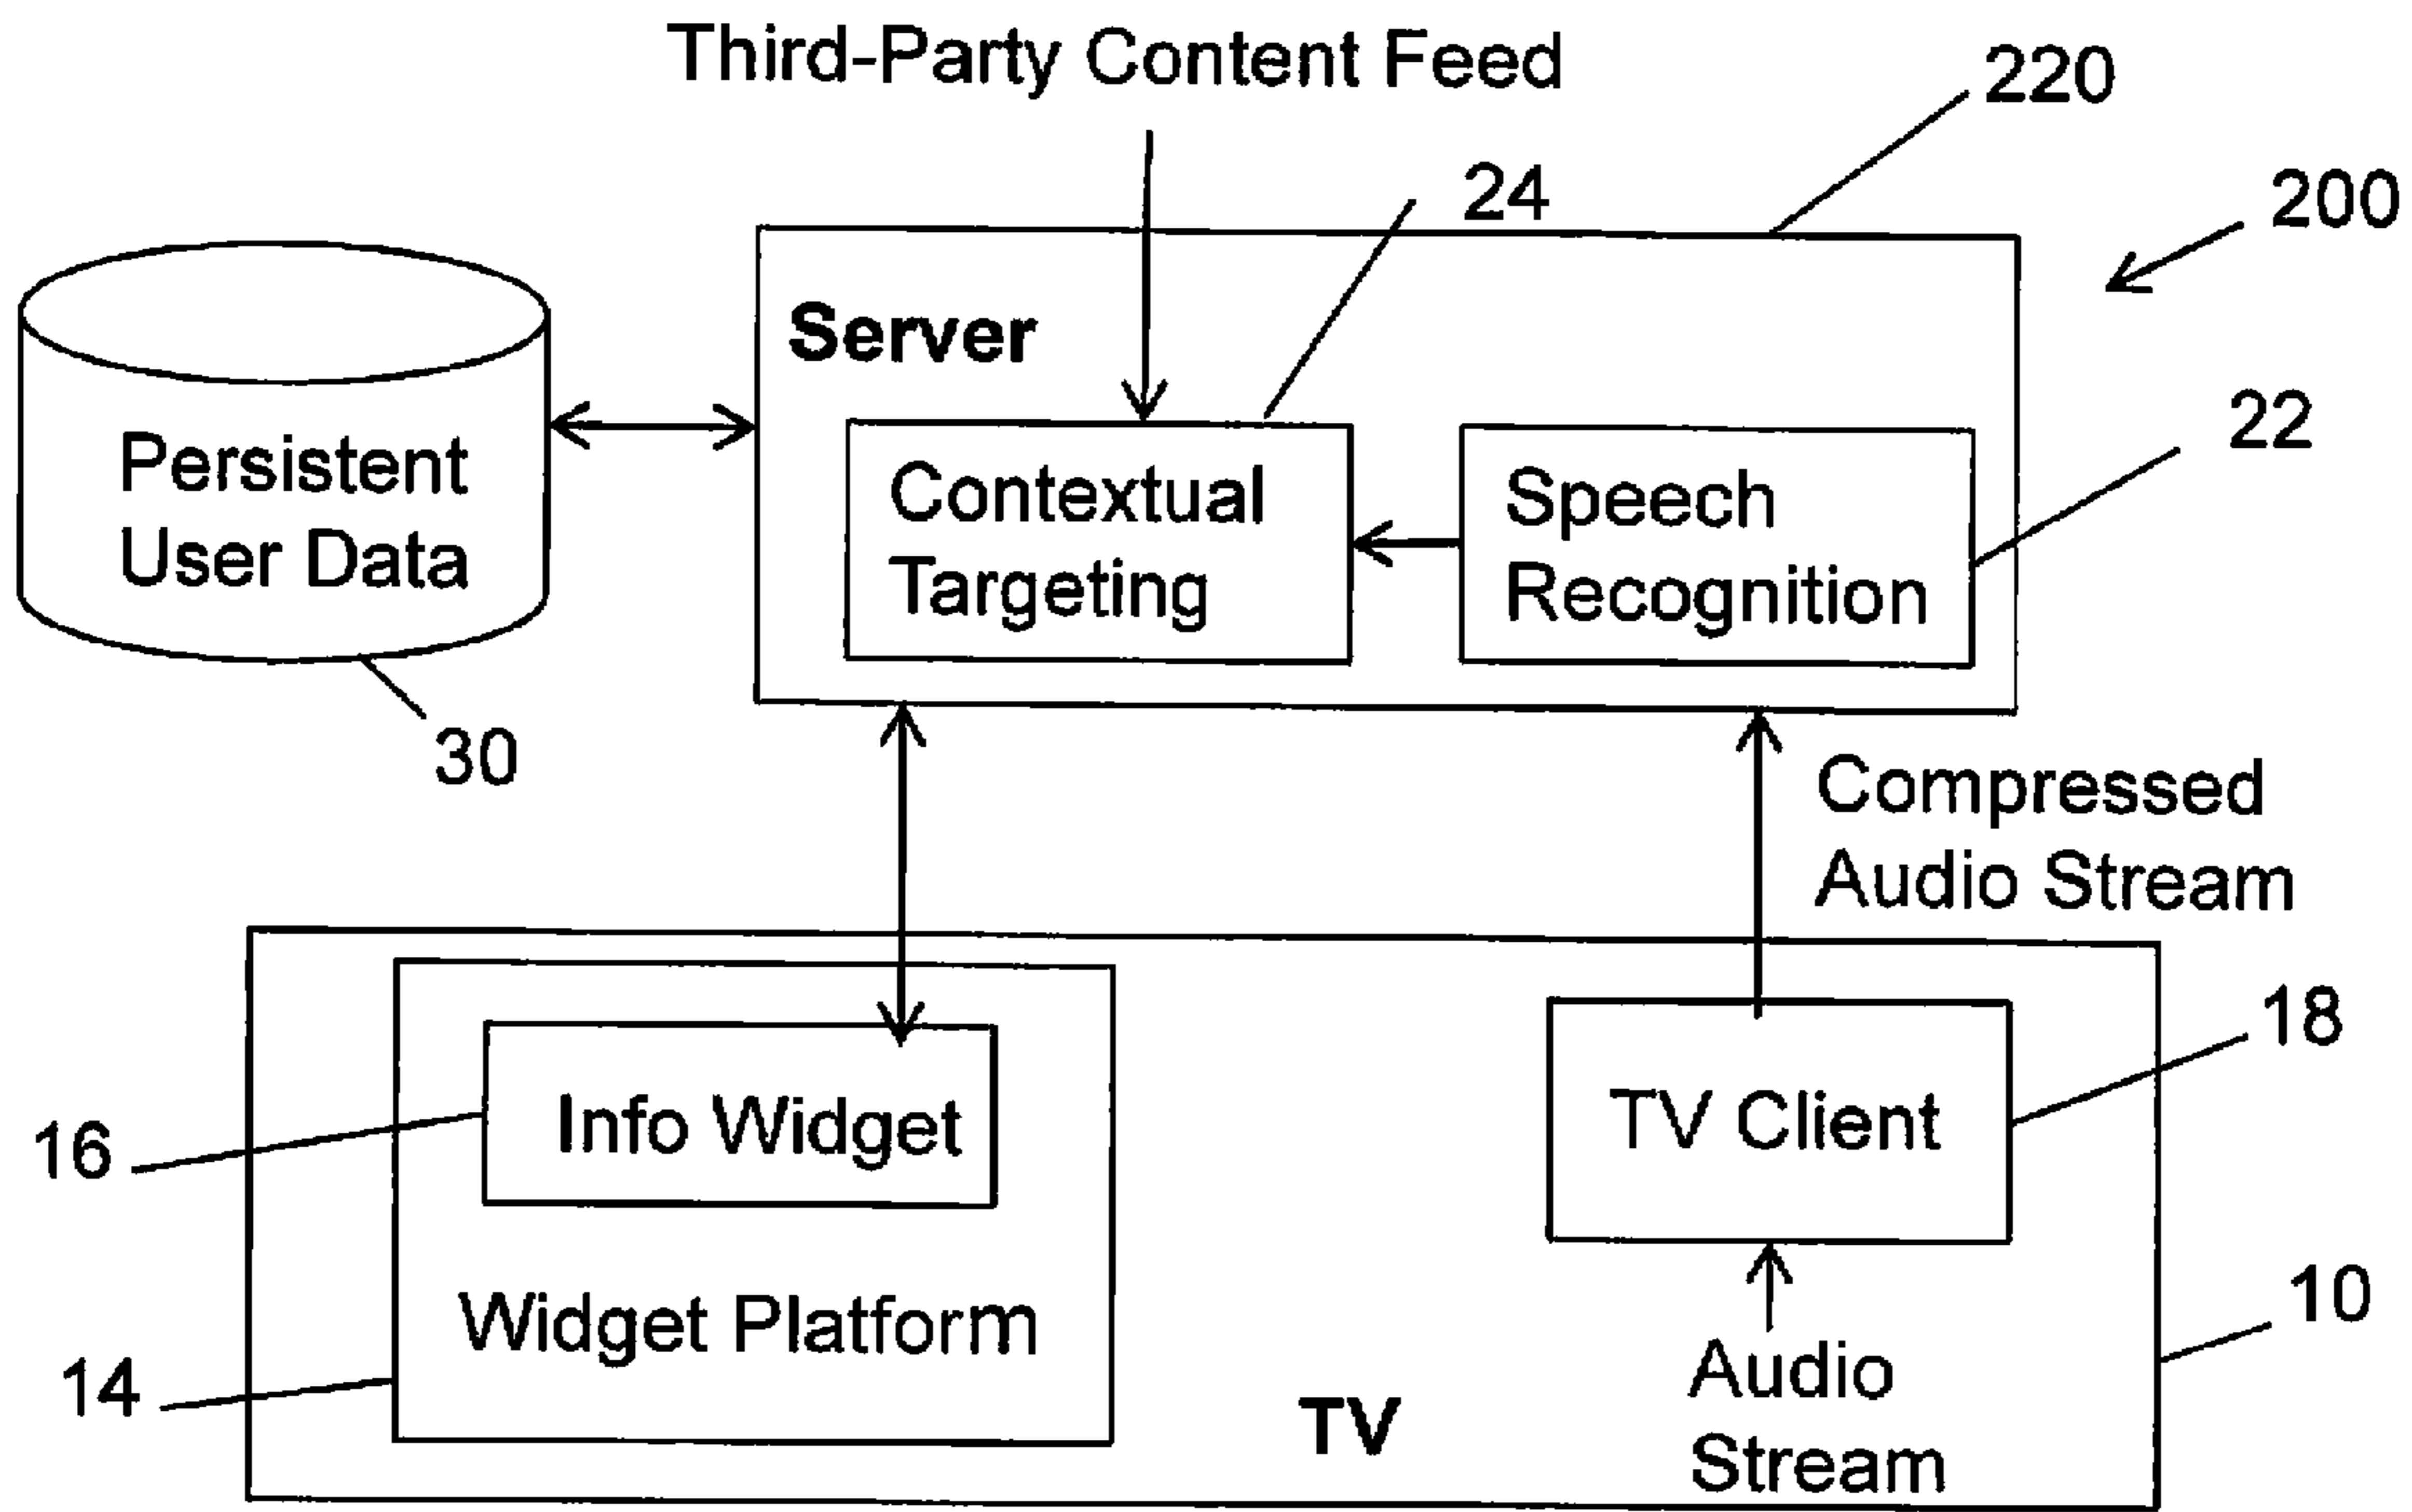 Third-Party Content Feed
220
24
200
Server
22
Persistent
User Data
Contextual
Targeting
Speech
Recognition
30
Compressed
Audio Stream
18
Info Widget
TV Client
16
Widget Platform
10
14
TV
Audio
Stream